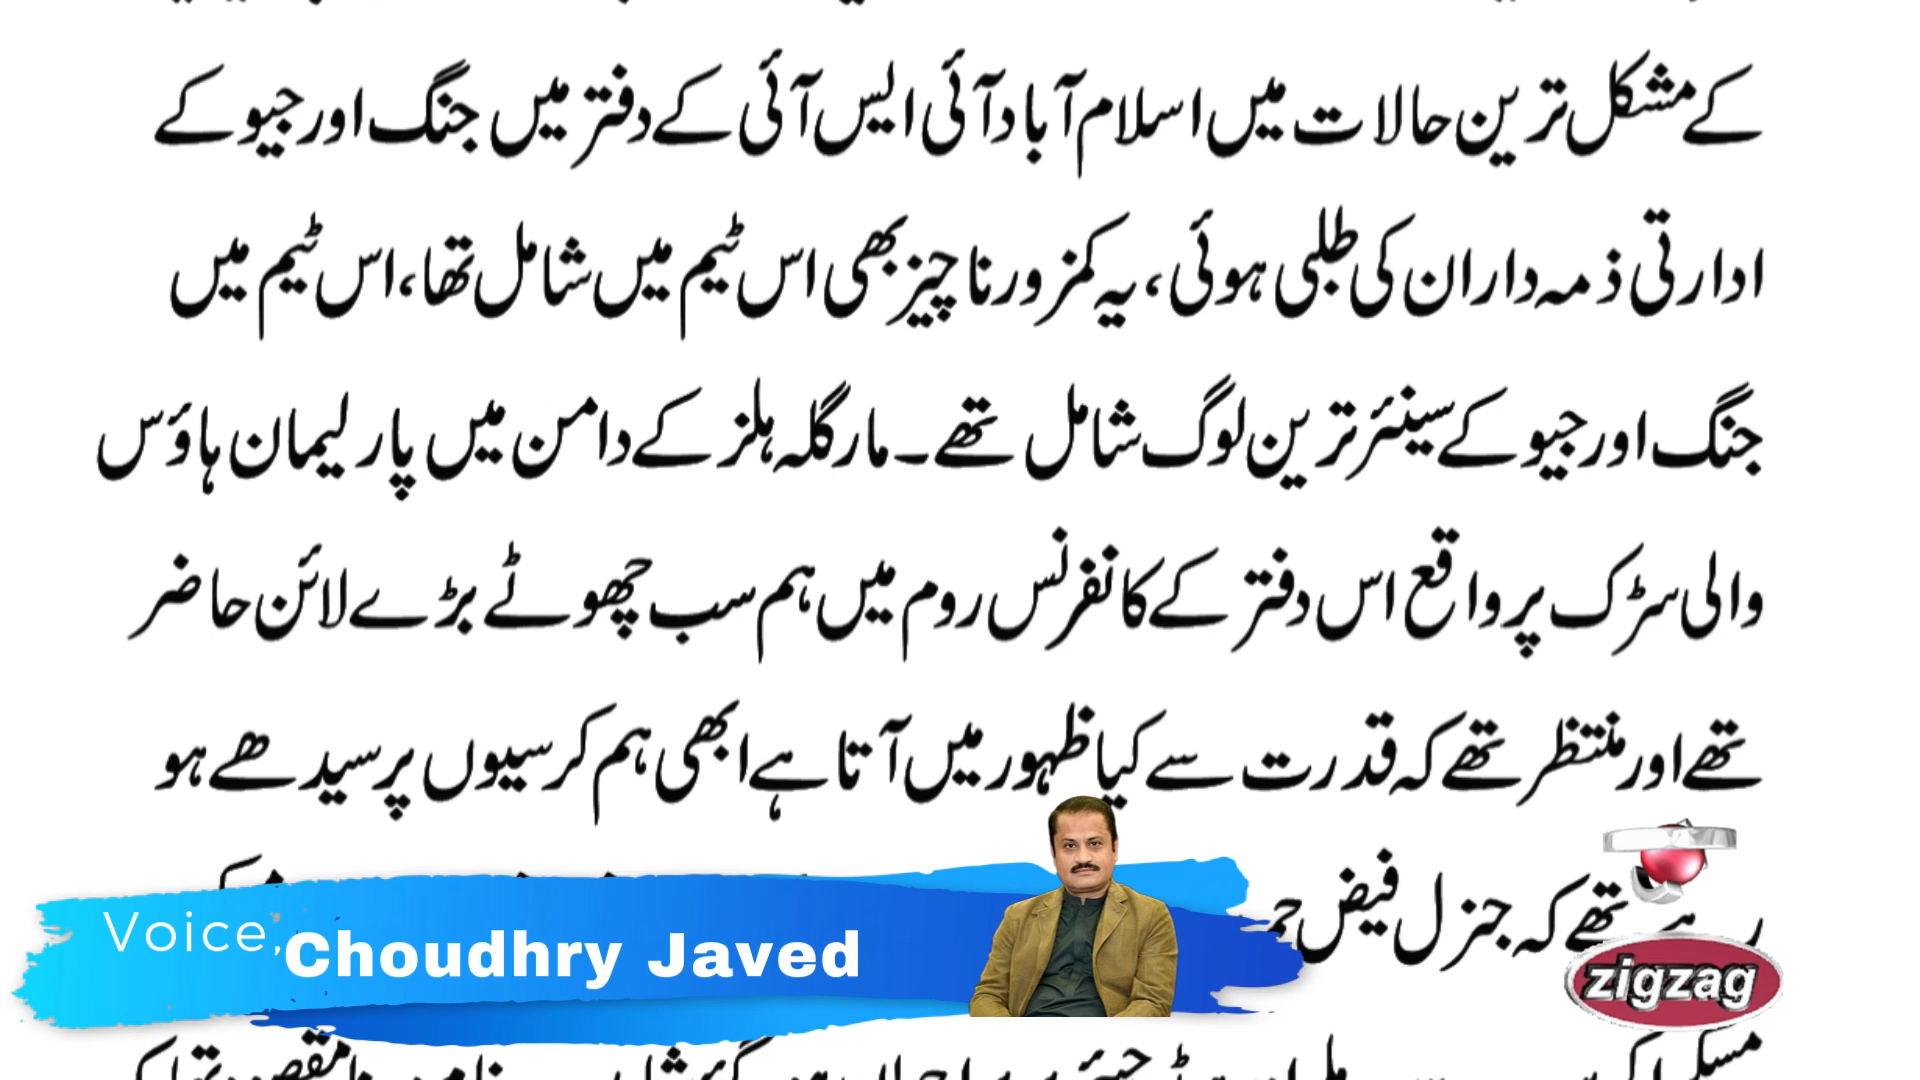 کے مشکل ترین حالات میں اسلام آباد آئی ایس آئی کے دفتر میں جنگ اور جیو کے
ادارتی ذمہ داران کی طلبی ہوئی، یہ کمزور ناچیز بھی اس ٹیم میں شامل تھا، اس ٹیم میں
جنگ اور جیو کے سینئر ترین لوگ شامل تھے۔ مارگلہ ہلز کے دامن میں پارلیمان ہاؤس
والی سڑک پر واقع اس دفتر کے کانفرنس روم میں ہم سب چھوٹے بڑے لائن حاضر
تھے اور منتظر تھے کہ قدرت سے کیا ظہور میں آتا ہے ابھی ہم کرسیوں پر سیدھے ہو
رہے تھے کہ جنرل فیض
Voice, Choudhry Javed
zigzag